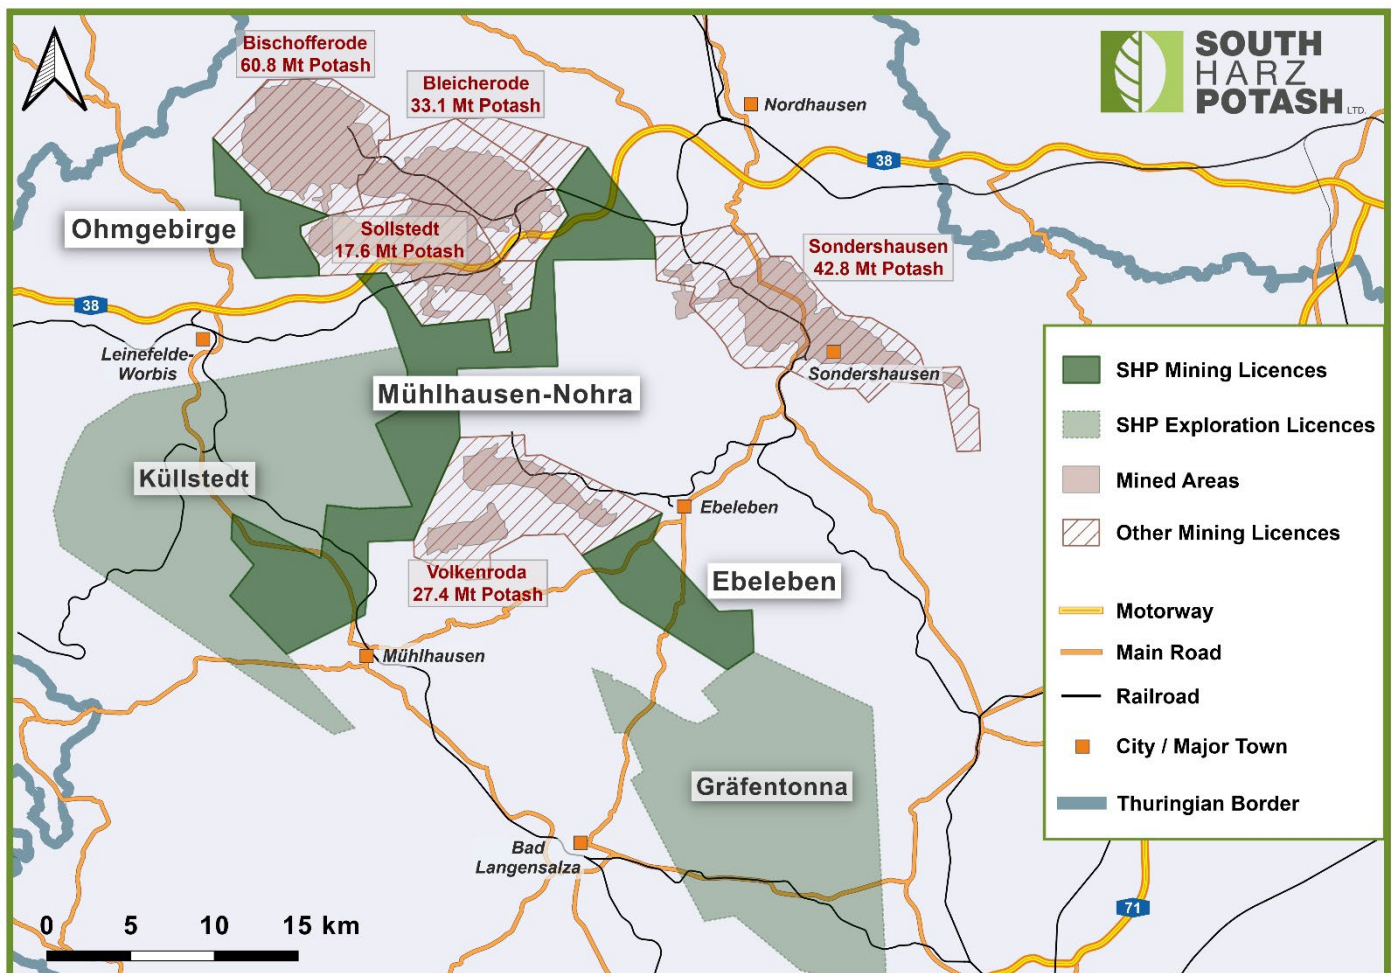 Bischofferode
60.8 Mt Potash
Bleicherode
33.1 Mt Potash
SOUTH
HARZ
POTASH LTD.
Nordhausen
38
Ohmgebirge
Sollstedt
17.6 Mt Potash
Sondershausen
42.8 Mt Potash
38
Leinefelde-
Worbis
Sondershausen
Mühlhausen-Nohra
Küllstedt
Ebeleben
Volkenroda
27.4 Mt Potash
Ebeleben
Mühlhausen
Gräfentonna
Bad
Langensalza
SHP Mining Licences
SHP Exploration Licences
Mined Areas
Other Mining Licences
Motorway
Main Road
Railroad
City / Major Town
Thuringian Border
71
0 5 10 15 km